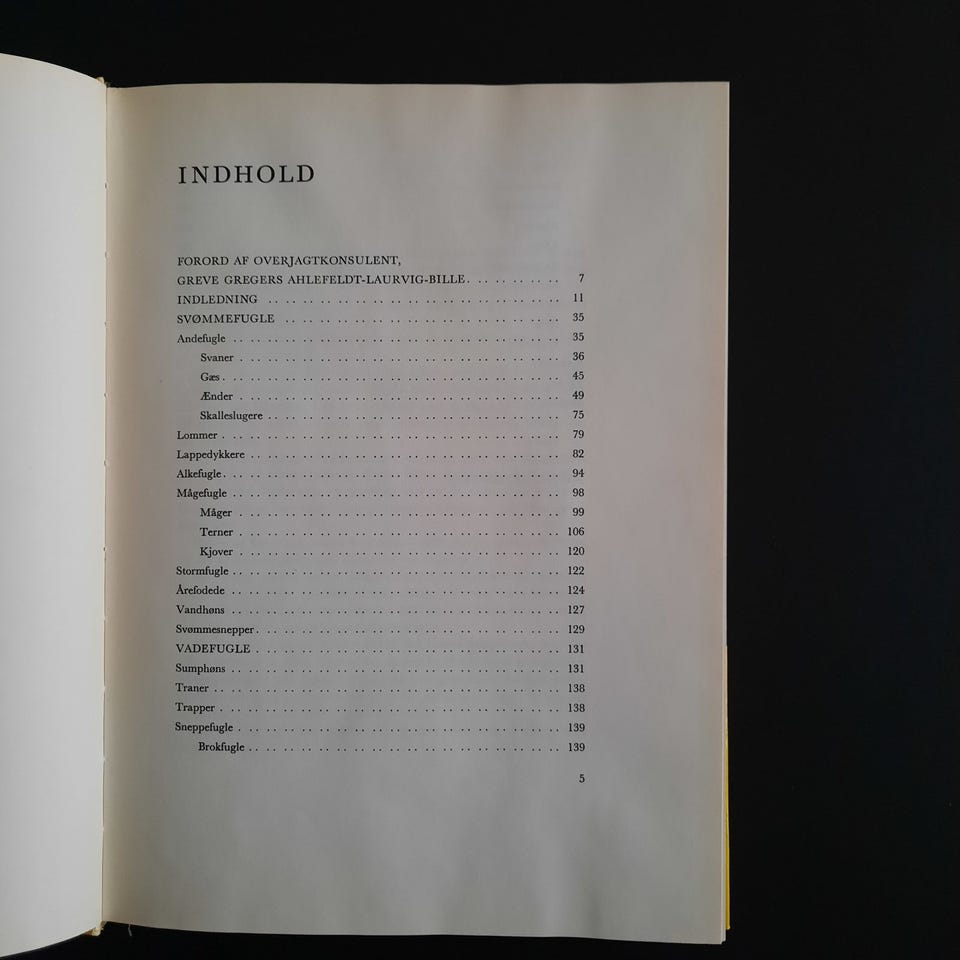 INDHOLD
FORORD AF OVERJAGTKONSULENT,
GREVE GREGERS AHLEFELDT-LAURVIG-BILLE. . . . . . . . . . 7
INDLEDNING . . . . . . . . . . 11
SVØMMEFUGLE . . . . . . . . . . 35
Andefugle . . . . . . . . . . 35
Svaner . . . . . . . . . . 36
Gæs . . . . . . . . . . 45
Ænder . . . . . . . . . . 49
Skalleslugere . . . . . . . . . . 75
Lommer . . . . . . . . . . 79
Lappedykkere . . . . . . . . . . 82
Alkefugle . . . . . . . . . . 94
Mågefugle . . . . . . . . . . 98
Måger . . . . . . . . . . 99
Terner . . . . . . . . . . 106
Kjover . . . . . . . . . . 120
Stormfugle . . . . . . . . . . 122
Årefodede . . . . . . . . . . 124
Vandhøns . . . . . . . . . . 127
Svømmesnepper . . . . . . . . . . 129
VADEFUGLE . . . . . . . . . . 131
Sumphøns . . . . . . . . . . 131
Traner . . . . . . . . . . 138
Trapper . . . . . . . . . . 138
Sneppefugle . . . . . . . . . . 139
Brokfugle . . . . . . . . . . 139
5